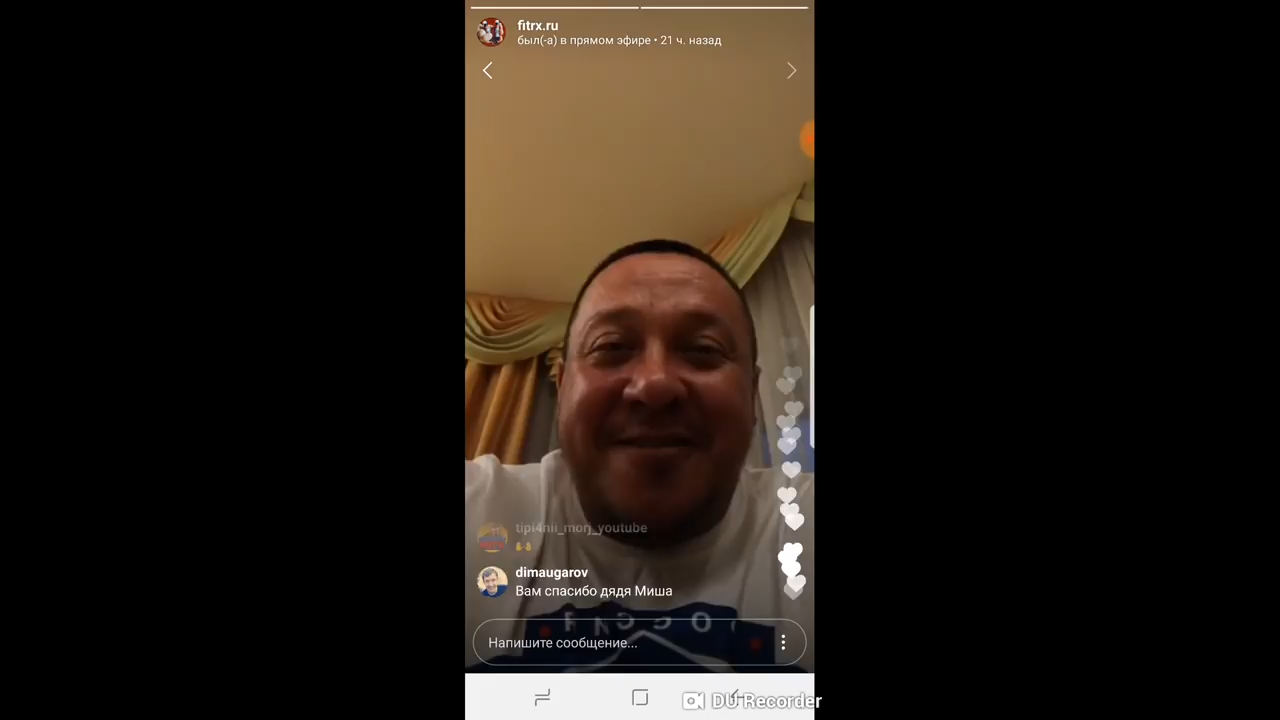 fitrx.ru
был(-а) в прямом эфире • 21 ч. назад
tipi4nii_morj_youtube
dimaugarov
Вам спасибо дядя Миша
Напишите сообщение...
DU Recorder